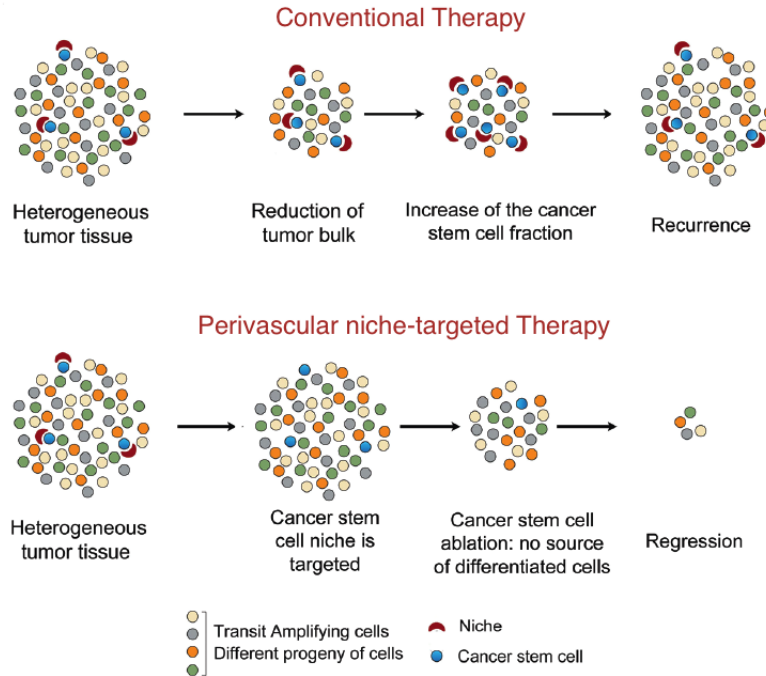 Conventional Therapy
Heterogeneous
tumor tissue
Reduction of
tumor bulk
Increase of the cancer
stem cell fraction
Recurrence
Perivascular niche-targeted Therapy
Heterogeneous
tumor tissue
Cancer stem
cell niche is
targeted
Cancer stem cell
ablation: no source
of differentiated cells
Regression
Transit Amplifying cells
Different progeny of cells
Niche
Cancer stem cell